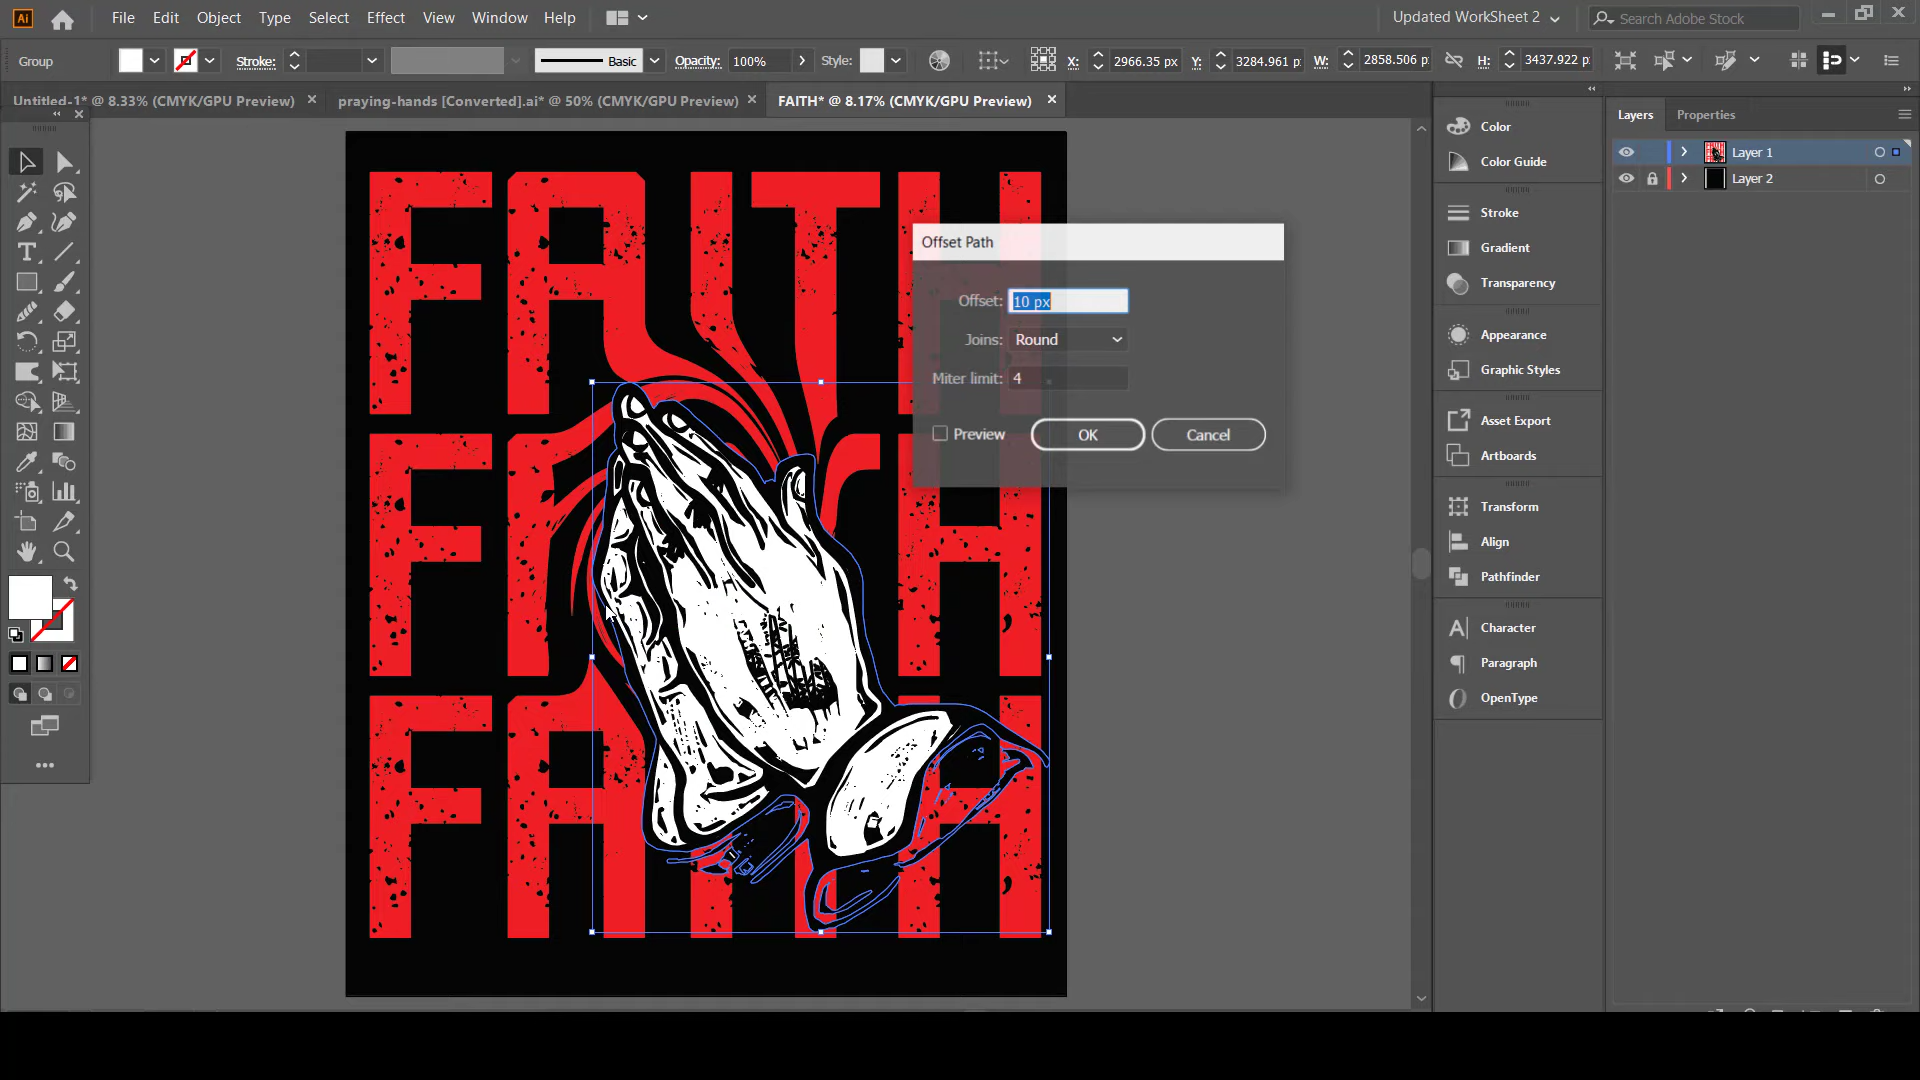 Ai File Edit Object Type Select Effect View Window Help Updated WorkSheet 2 Search Adobe Stock
Group Stroke: Basic Opacity: 100% Style: X: 2966.35 px Y: 3284.961 p W: 2858.506 p H: 3437.922 p
Untitled-1* @ 8.33% (CMYK/GPU Preview) praying-hands [Converted].ai* @ 50% (CMYK/GPU Preview) FAITH* @ 8.17% (CMYK/GPU Preview)
Layers Properties
Color
Color Guide
Layer 1
Layer 2
Stroke
Gradient
Transparency
Appearance
Graphic Styles
Asset Export
Artboards
Transform
Align
Pathfinder
Character
Paragraph
OpenType
Offset Path
Offset: 10 px
Joins: Round
Miter limit: 4
Preview OK Cancel
FAITH
FAITH
FAITH